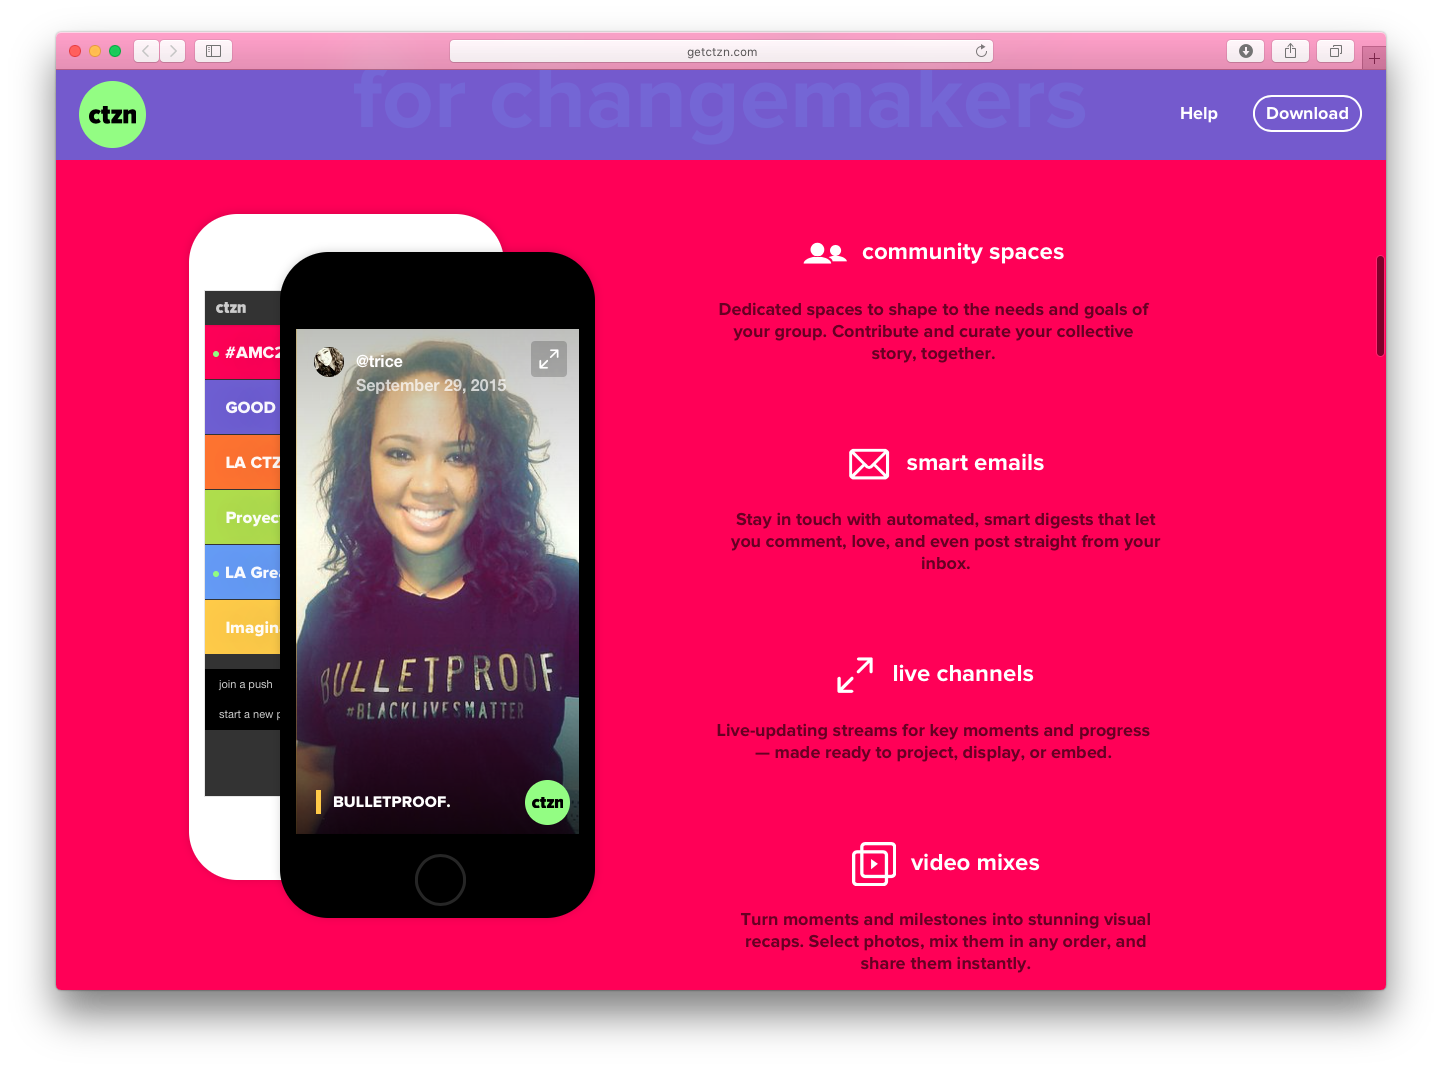 getctzn.com
for changemakers
ctzn
Help
Download
ctzn
#AMC2
GOOD
LA CTZ
Proyec
LA Grea
Imagin
join a push
start a new p
@trice
September 29, 2015
BULLETPROOF.
#BLACKLIVESMATTER
BULLETPROOF.
ctzn
community spaces
Dedicated spaces to shape to the needs and goals of
your group. Contribute and curate your collective
story, together.
smart emails
Stay in touch with automated, smart digests that let
you comment, love, and even post straight from your
inbox.
live channels
Live-updating streams for key moments and progress
— made ready to project, display, or embed.
video mixes
Turn moments and milestones into stunning visual
recaps. Select photos, mix them in any order, and
share them instantly.